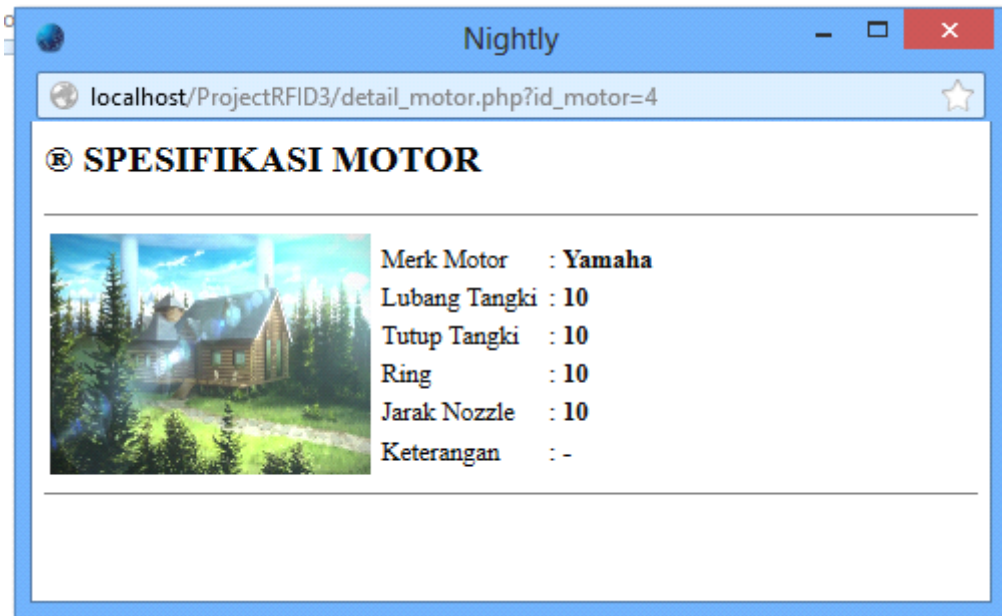 Nightly
localhost/ProjectRFID3/detail_motor.php?id_motor=4
® SPESIFIKASI MOTOR
Merk Motor : Yamaha
Lubang Tangki : 10
Tutup Tangki : 10
Ring : 10
Jarak Nozzle : 10
Keterangan : -